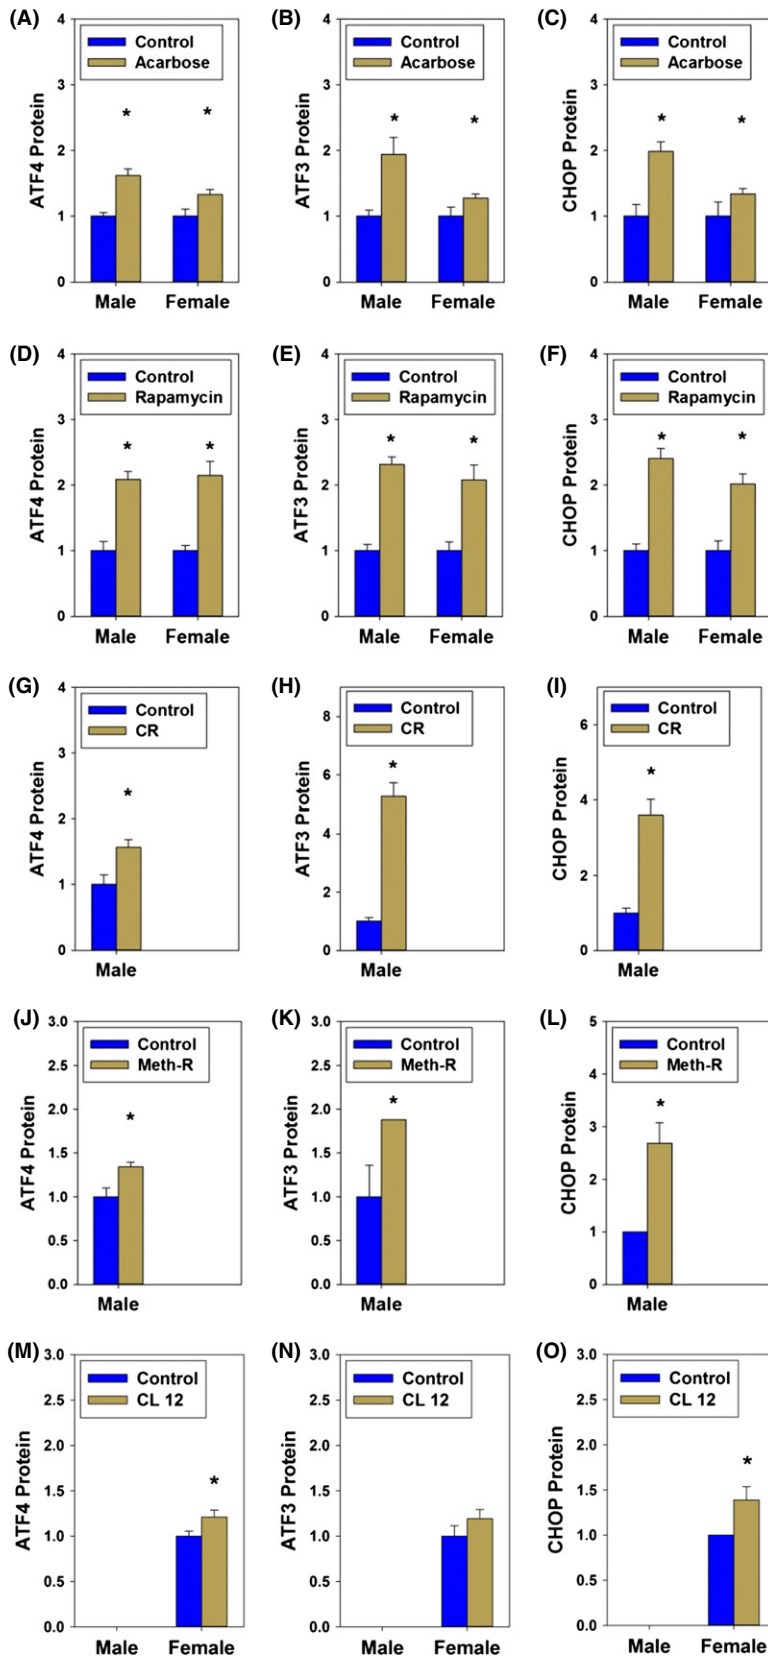 (A)
4
3
2
1
0
ATF4 Protein
Control
Acarbose
*
*
Male Female
(B)
4
3
2
1
0
ATF3 Protein
Control
Acarbose
*
*
Male Female
(C)
4
3
2
1
0
CHOP Protein
Control
Acarbose
*
*
Male Female
(D)
4
3
2
1
0
ATF4 Protein
Control
Rapamycin
*
*
Male Female
(E)
4
3
2
1
0
ATF3 Protein
Control
Rapamycin
*
*
Male Female
(F)
4
3
2
1
0
CHOP Protein
Control
Rapamycin
*
*
Male Female
(G)
4
3
2
1
0
ATF4 Protein
Control
CR
*
Male
(H)
8
6
4
2
0
ATF3 Protein
Control
CR
*
Male
(I)
6
4
2
0
CHOP Protein
Control
CR
*
Male
(J)
3.0
2.5
2.0
1.5
1.0
0.5
0.0
ATF4 Protein
Control
Meth-R
*
Male
(K)
3.0
2.5
2.0
1.5
1.0
0.5
0.0
ATF3 Protein
Control
Meth-R
*
Male
(L)
5
4
3
2
1
0
CHOP Protein
Control
Meth-R
*
Male
(M)
3.0
2.5
2.0
1.5
1.0
0.5
0.0
ATF4 Protein
Control
CL 12
*
Male Female
(N)
3.0
2.5
2.0
1.5
1.0
0.5
0.0
ATF3 Protein
Control
CL 12
Male Female
(O)
3.0
2.5
2.0
1.5
1.0
0.5
0.0
CHOP Protein
Control
CL 12
*
Male Female